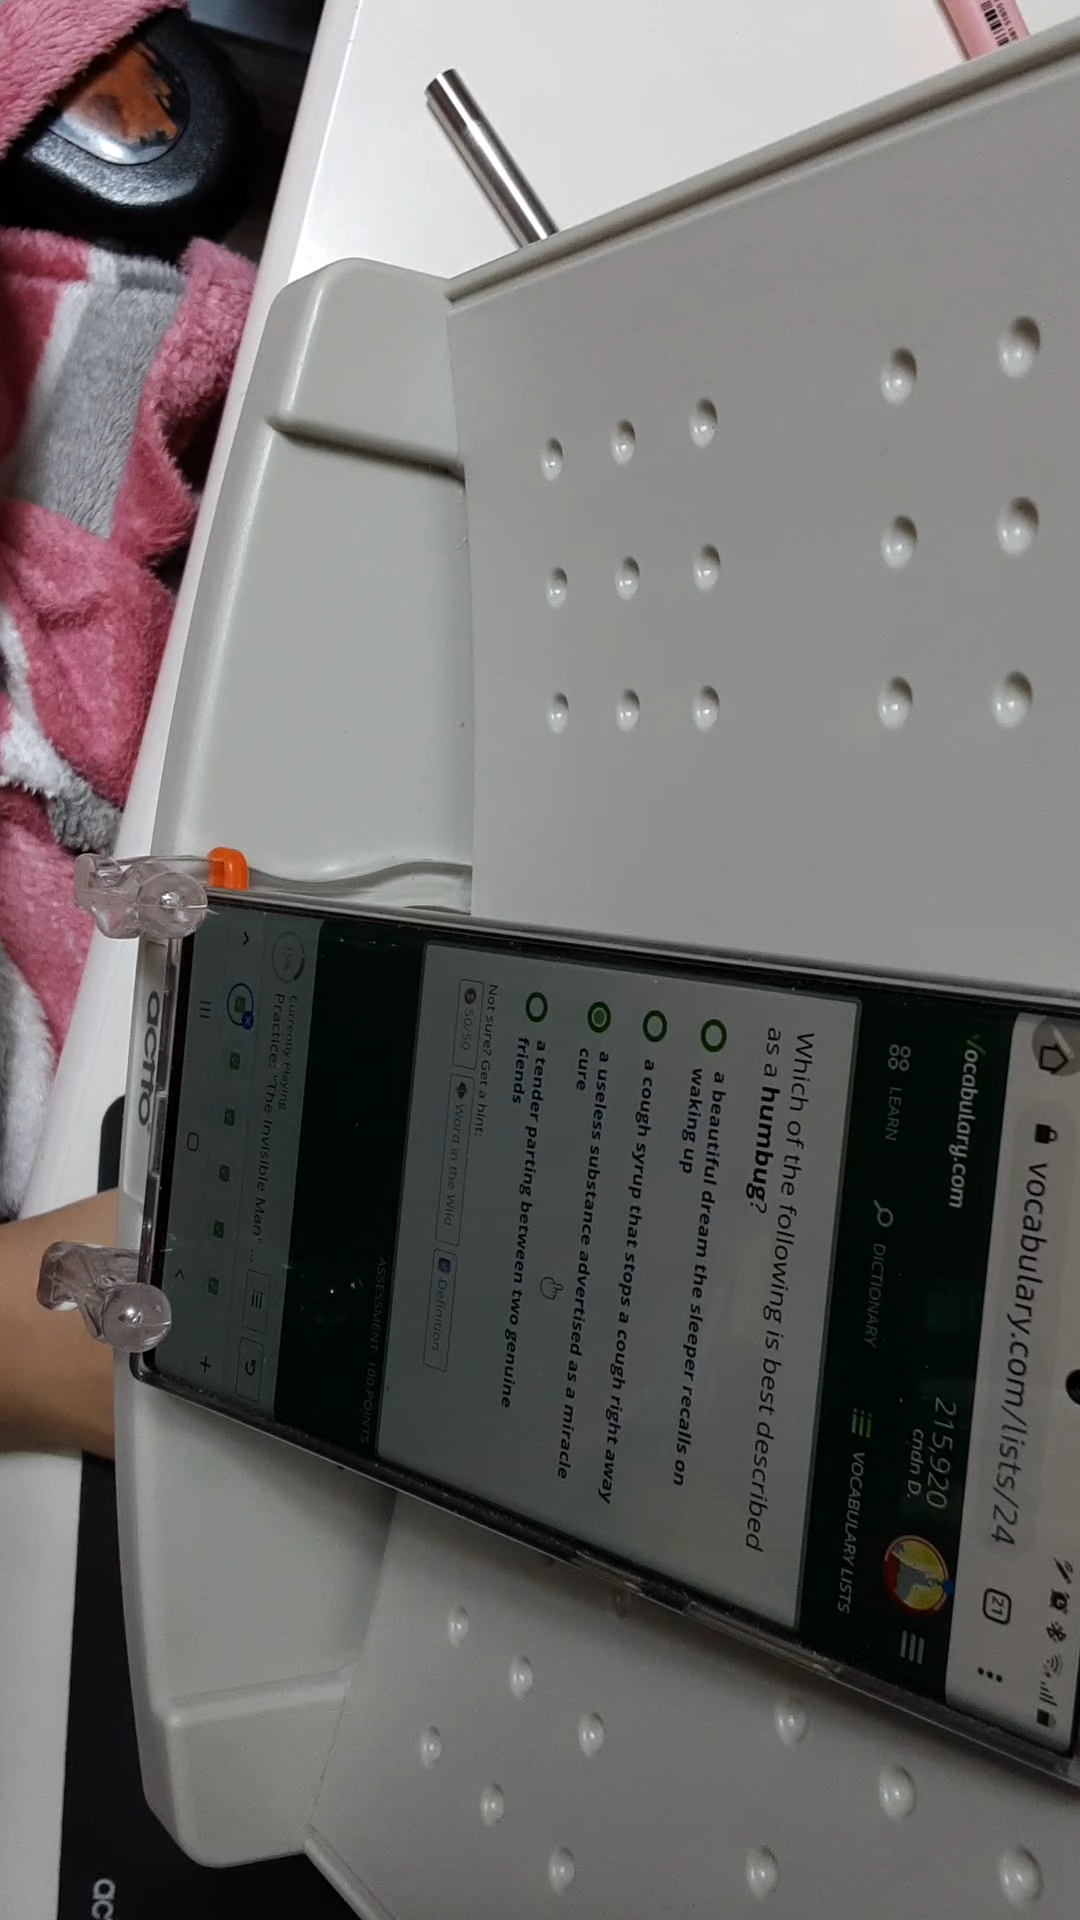 vocabulary.com/lists/24
21
Vocabulary.com
215,920
cndn D.
LEARN
DICTIONARY
VOCABULARY LISTS
Which of the following is best described
as a humbug?
a beautiful dream the sleeper recalls on
waking up
a cough syrup that stops a cough right away
a useless substance advertised as a miracle
cure
a tender parting between two genuine
friends
Not sure? Get a hint:
50/50
Word in the Wild
Definition
ASSESSMENT: 100 POINTS
15%
Currently Playing
Practice: "The Invisible Man" ...
acto